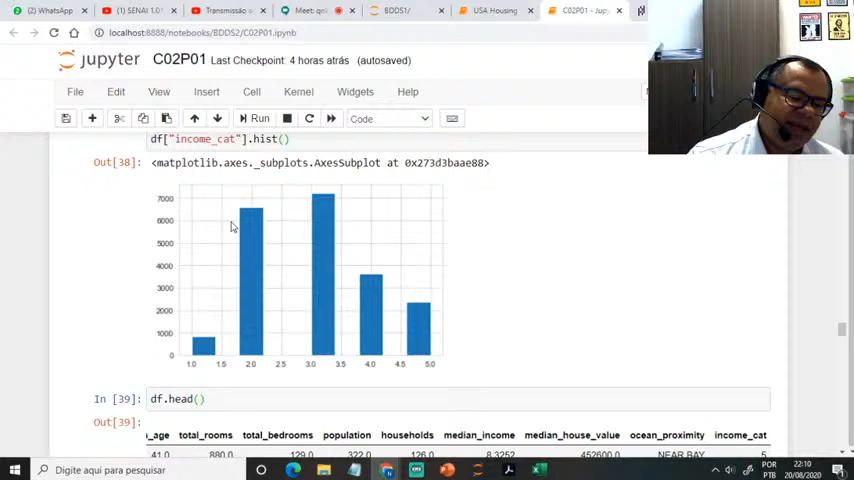 (2) WhatsApp
(SENAI 1.01
Transmissão o
Meet: qn
BDDS1/
USA Housing
C02P01 - Jup
localhost:8888/notebooks/BDDS2/C02P01.ipynb
jupyter C02P01 Last Checkpoint: 4 horas atrás (autosaved)
File Edit View Insert Cell Kernel Widgets Help
Run
Code
df["income_cat"].hist()
Out[38]: <matplotlib.axes._subplots.AxesSubplot at 0x273d3baae88>
7000
6000
5000
4000
3000
2000
1000
0
1.0 1.5 2.0 2.5 3.0 3.5 4.0 4.5 5.0
In [39]: df.head()
Out[39]:
_age total_rooms total_bedrooms population households median_income median_house_value ocean_proximity income_cat
41.0 880.0 129.0 322.0 126.0 8.3252 452600.0 NEAR BAY 5
Digite aqui para pesquisar
POR
PTB
22:10
20/08/2020